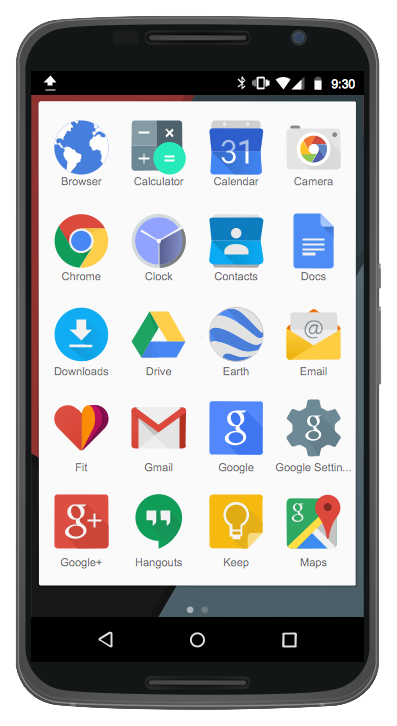 9:30
31
Browser Calculator Calendar Camera
Chrome Clock Contacts Docs
@
Downloads Drive Earth Email
g g
Fit Gmail Google Google Settin...
g+ g
Google+ Hangouts Keep Maps